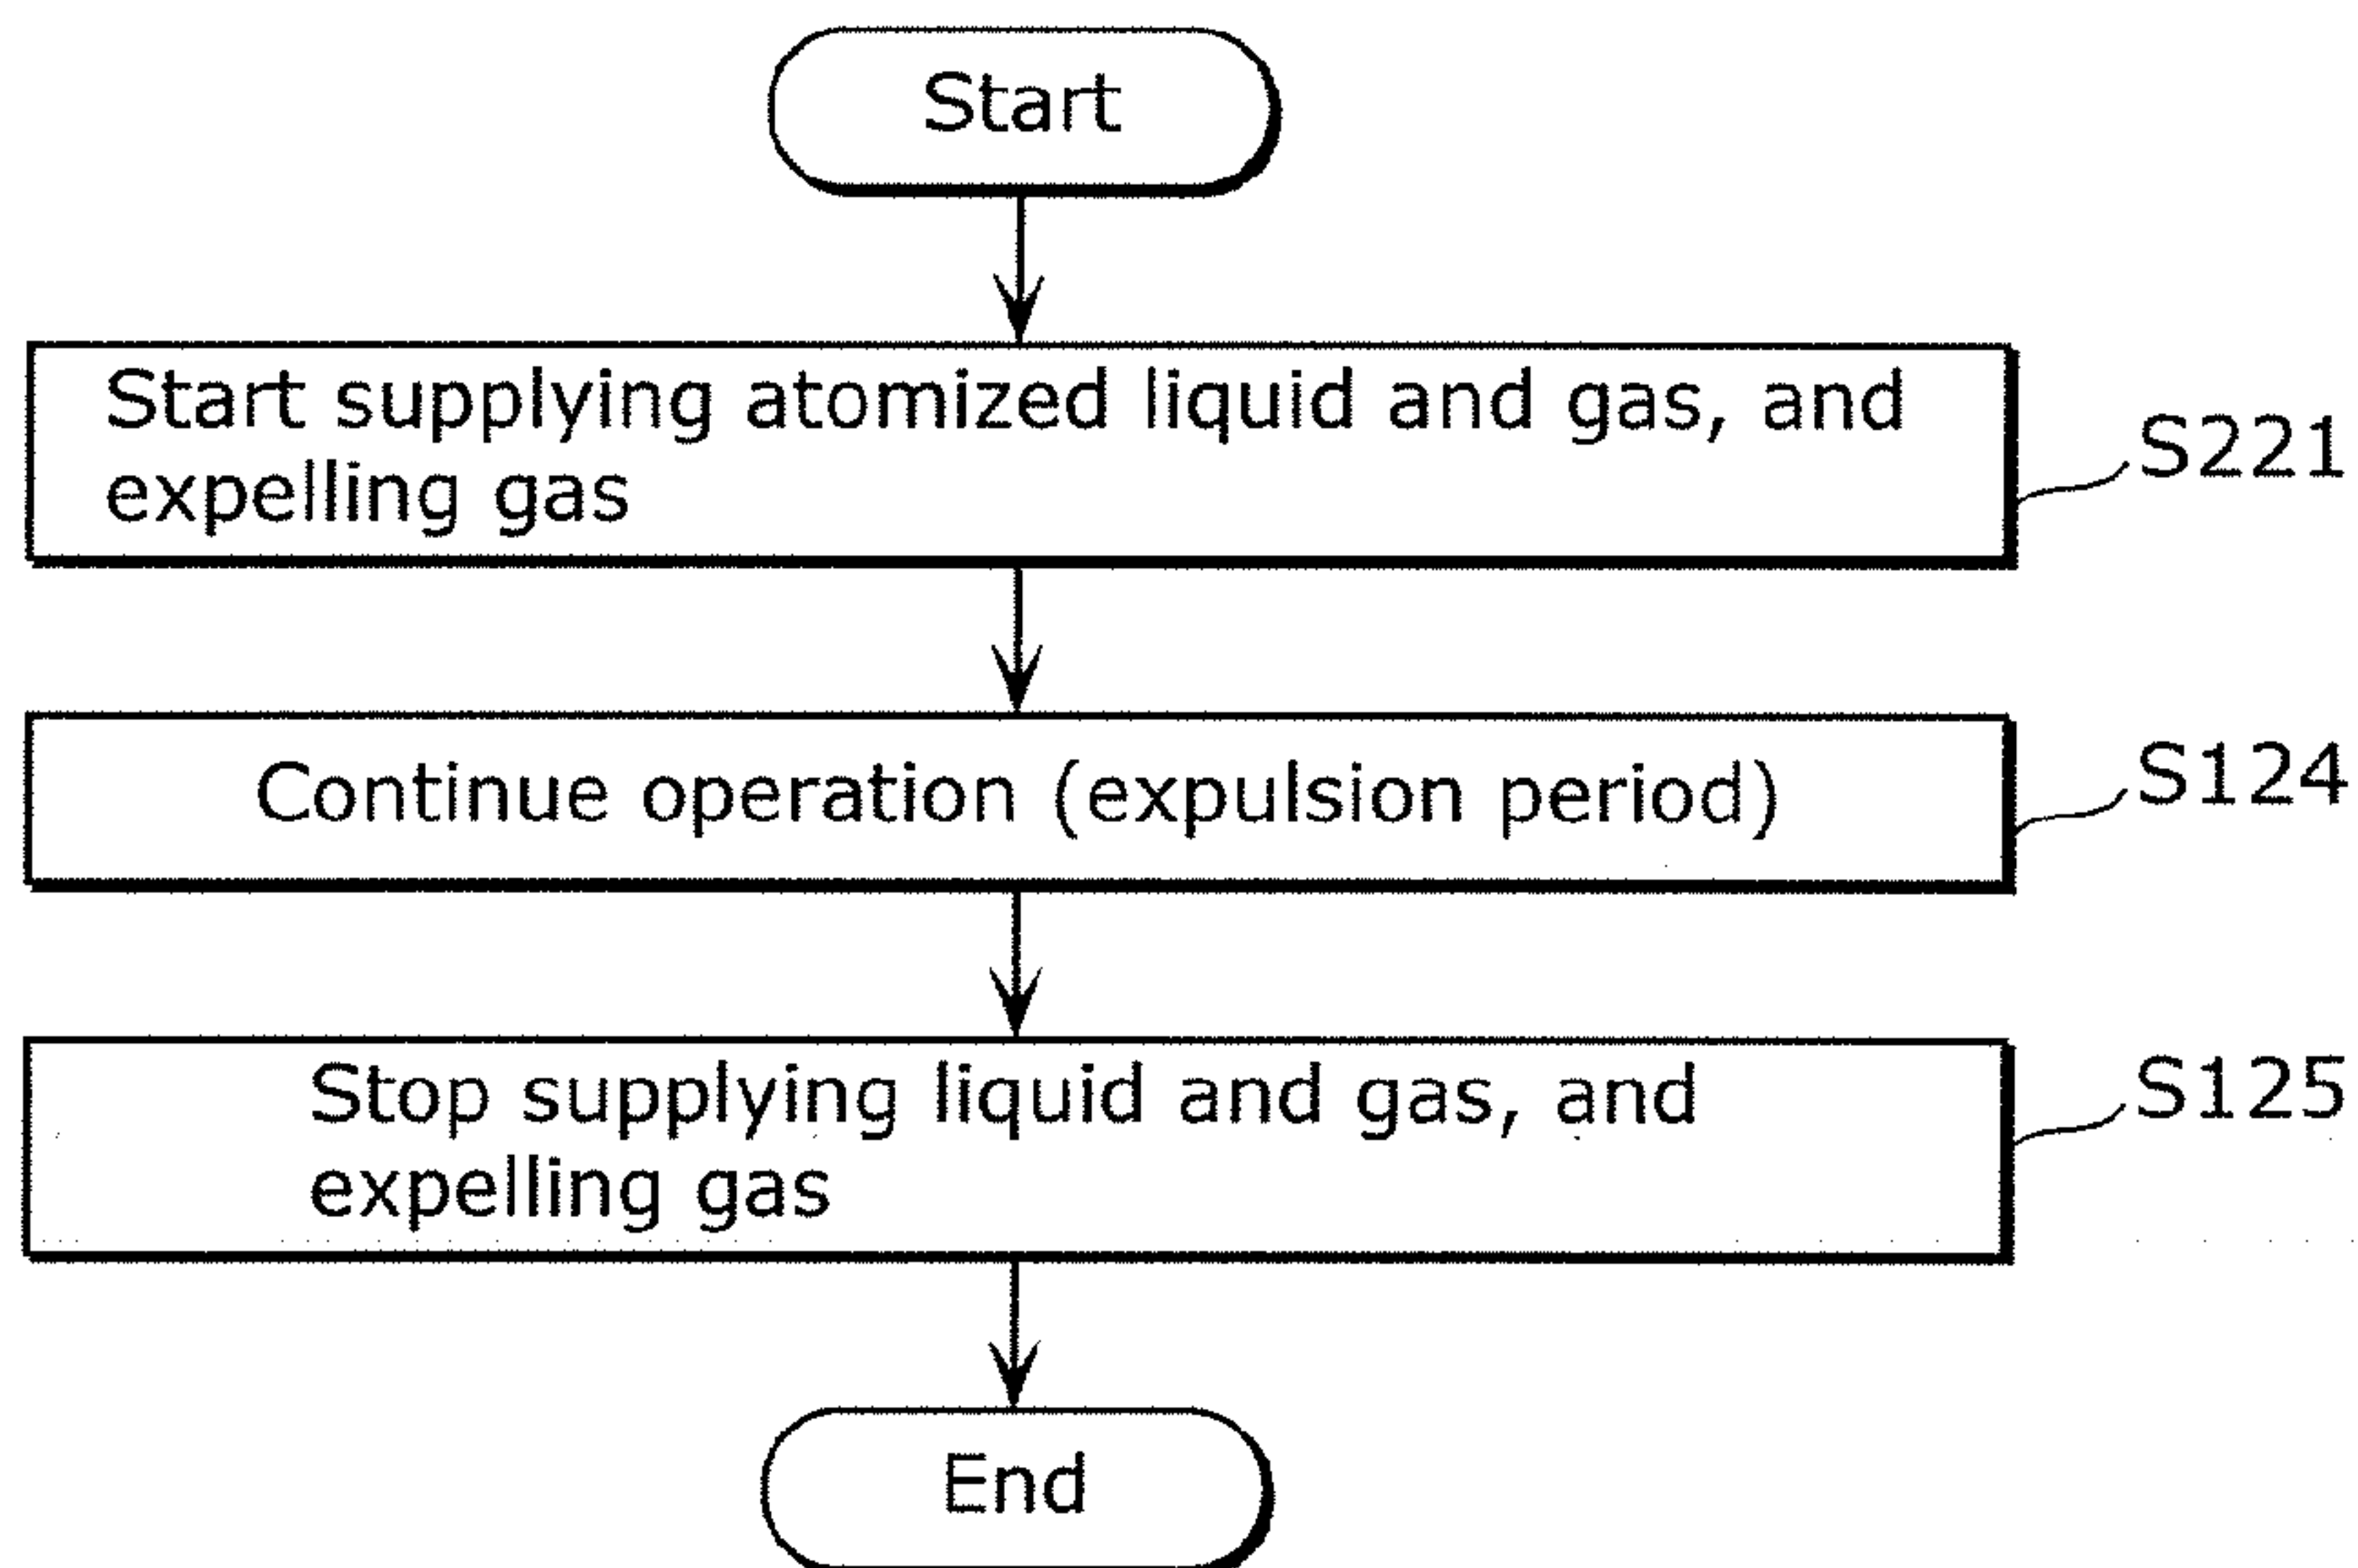 Start
Start supplying atomized liquid and gas, and
expelling gas
S221
Continue operation (expulsion period)
S124
Stop supplying liquid and gas, and
expelling gas
S125
End